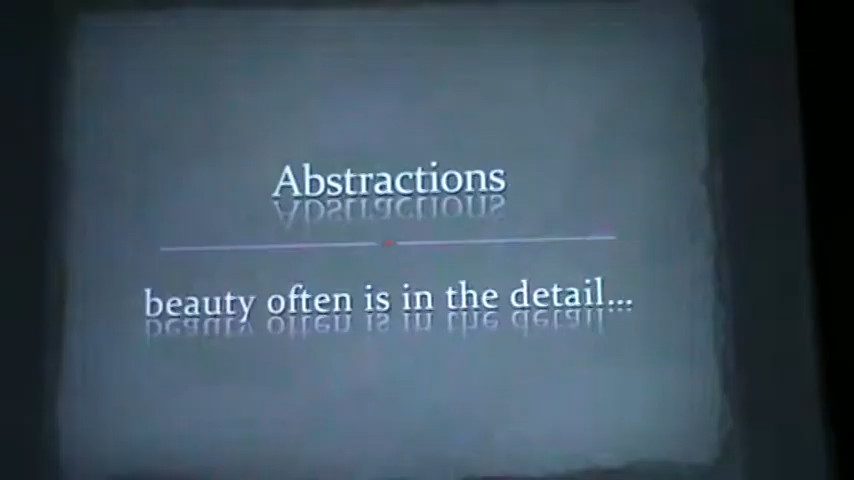 Abstractions
beauty often is in the detail...